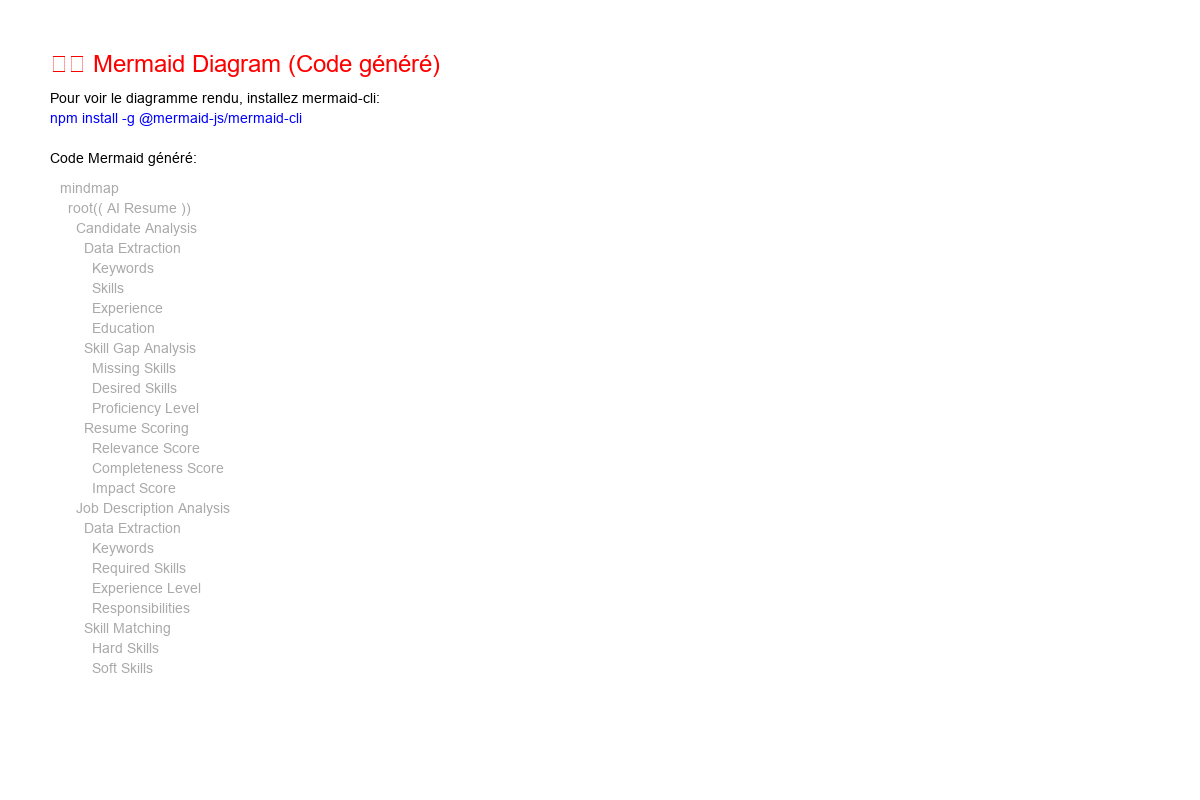 Mermaid Diagram (Code généré)
Pour voir le diagramme rendu, installez mermaid-cli:
npm install -g @mermaid-js/mermaid-cli
Code Mermaid généré:
mindmap
root(( AI Resume ))
Candidate Analysis
Data Extraction
Keywords
Skills
Experience
Education
Skill Gap Analysis
Missing Skills
Desired Skills
Proficiency Level
Resume Scoring
Relevance Score
Completeness Score
Impact Score
Job Description Analysis
Data Extraction
Keywords
Required Skills
Experience Level
Responsibilities
Skill Matching
Hard Skills
Soft Skills